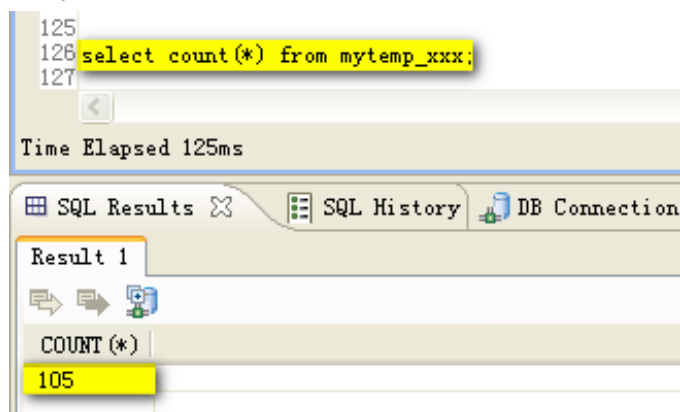 125
126 select count(*) from mytemp_xxx;
127
Time Elapsed 125ms
SQL Results SQL History DB Connection
Result 1
COUNT(*)
105